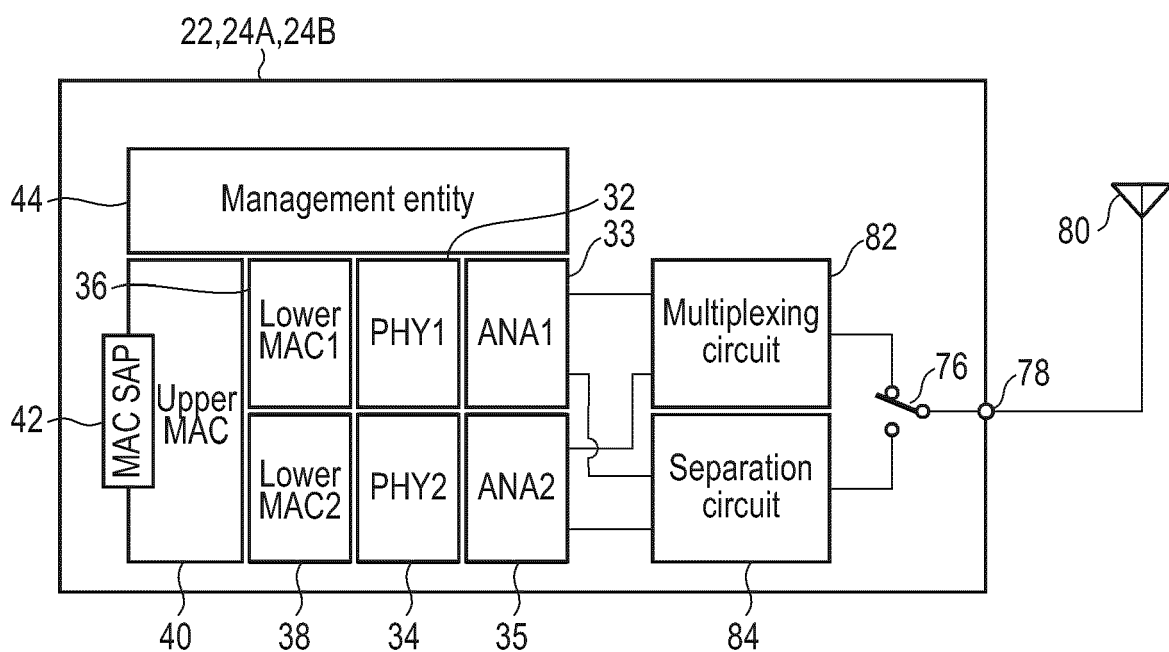 22,24A,24B
44
Management entity
32
33
82
80
36
Lower
MAC1
PHY1
ANA1
Multiplexing
circuit
76
78
42
MAC SAP
Upper
MAC
Lower
MAC2
PHY2
ANA2
Separation
circuit
40
38
34
35
84